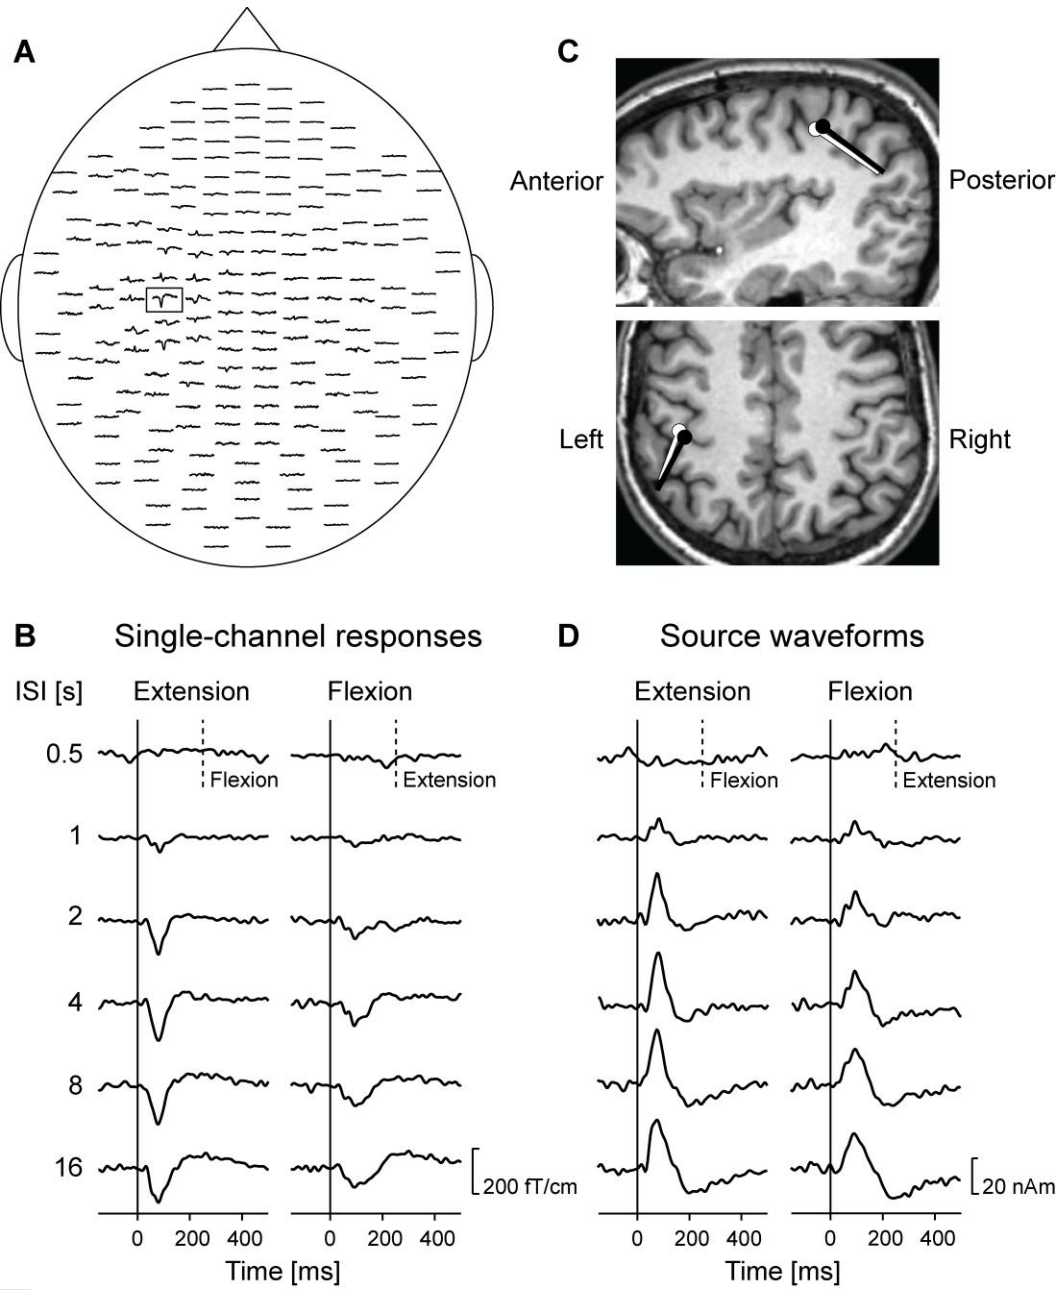 A
C
Anterior
Posterior
Left
Right
B Single-channel responses
ISI [s] Extension Flexion
0.5
Flexion
Extension
1
2
4
8
16
200 fT/cm
0 200 400 0 200 400
Time [ms]
D Source waveforms
Extension Flexion
Flexion
Extension
20 nAm
0 200 400 0 200 400
Time [ms]